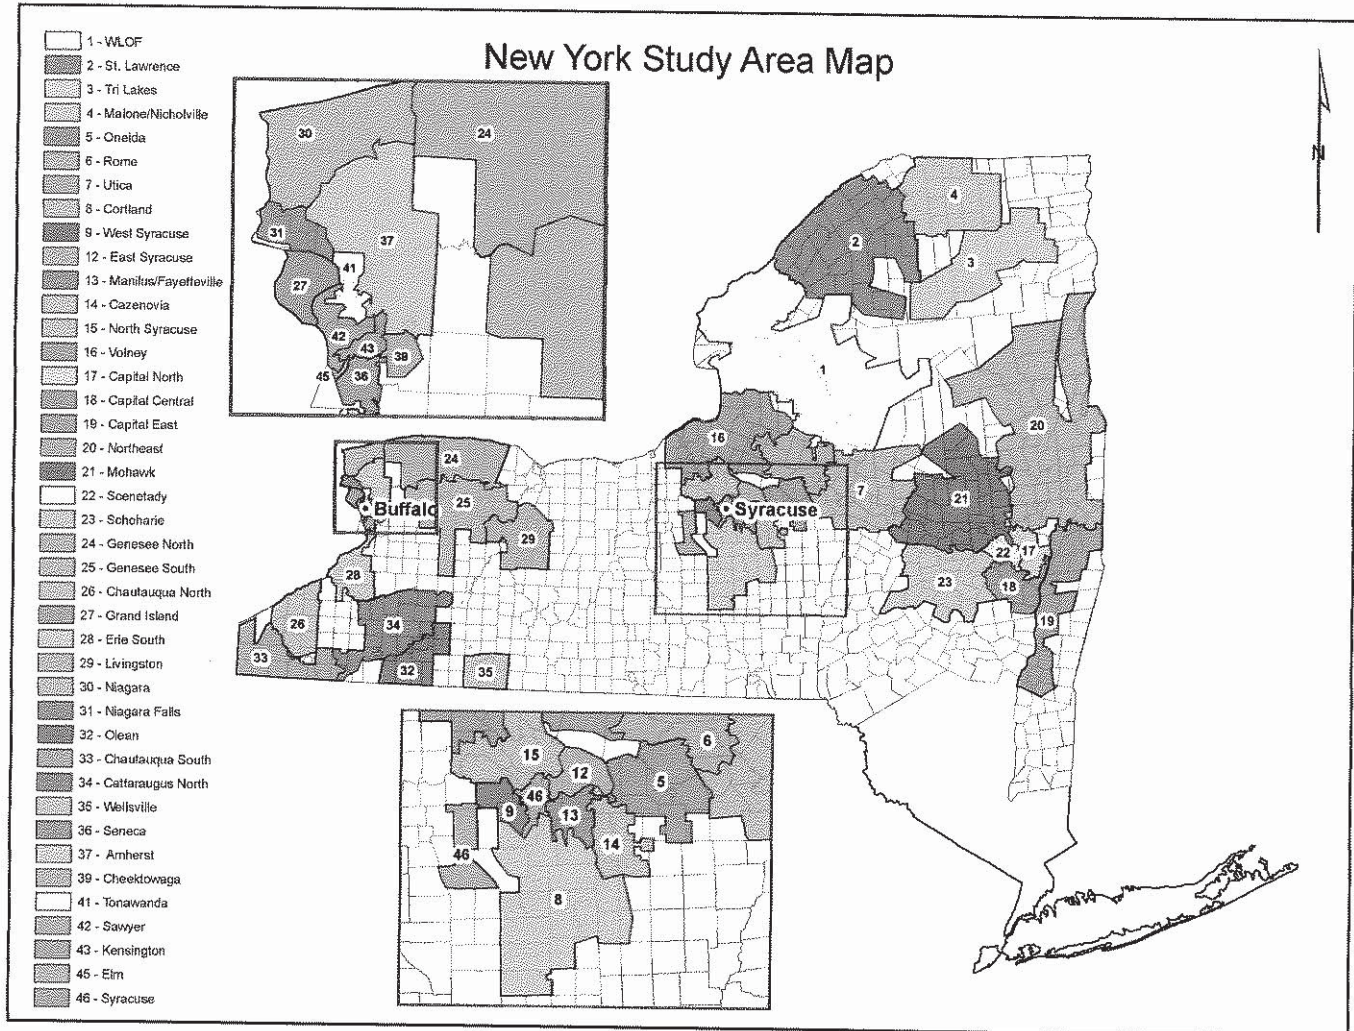 New York Study Area Map
1 - WLOF
2 - St. Lawrence
3 - Tri Lakes
4 - Malone/Nicholville
5 - Oneida
6 - Rome
7 - Utica
8 - Cortland
9 - West Syracuse
12 - East Syracuse
13 - Manilus/Fayetteville
14 - Cazenovia
15 - North Syracuse
16 - Volney
17 - Capital North
18 - Capital Central
19 - Capital East
20 - Northeast
21 - Mohawk
22 - Scenetady
23 - Schoharie
24 - Genesee North
25 - Genesee South
26 - Chautauqua North
27 - Grand Island
28 - Erie South
29 - Livingston
30 - Niagara
31 - Niagara Falls
32 - Olean
33 - Chautauqua South
34 - Cattaraugus North
35 - Wellsville
36 - Seneca
37 - Amherst
39 - Cheektowaga
41 - Tonawanda
42 - Sawyer
43 - Kensington
45 - Elm
46 - Syracuse
30
24
31
37
41
27
42
43
39
45
36
N
4
2
3
1
20
16
24
Buffalo
25
29
Syracuse
7
21
22
17
23
18
19
28
26
34
33
32
35
6
15
12
5
46
9
13
14
46
8